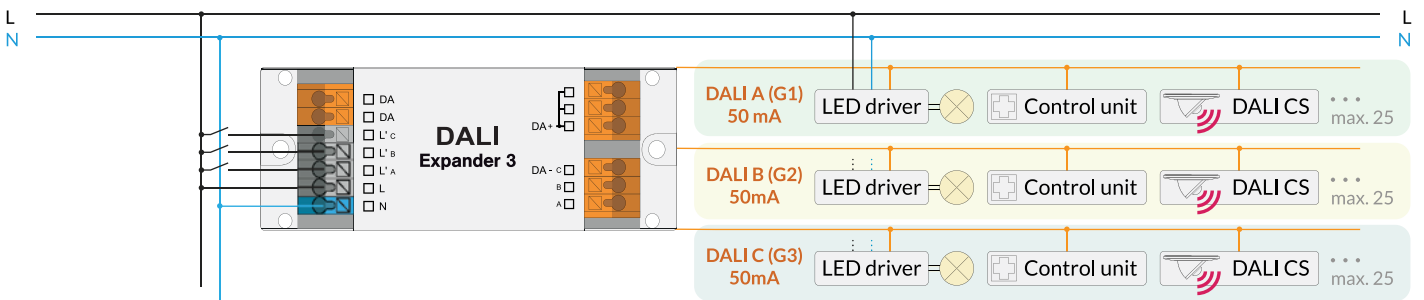 L
L
N
N
DA
DA
L' C
L' B
L' A
L
N
DALI
Expander 3
DA+
DA - C
B
A
DALI A (G1)
50 mA
LED driver
Control unit
DALI CS
...
max. 25
DALI B (G2)
50mA
LED driver
Control unit
DALI CS
...
max. 25
DALI C (G3)
50mA
LED driver
Control unit
DALI CS
...
max. 25